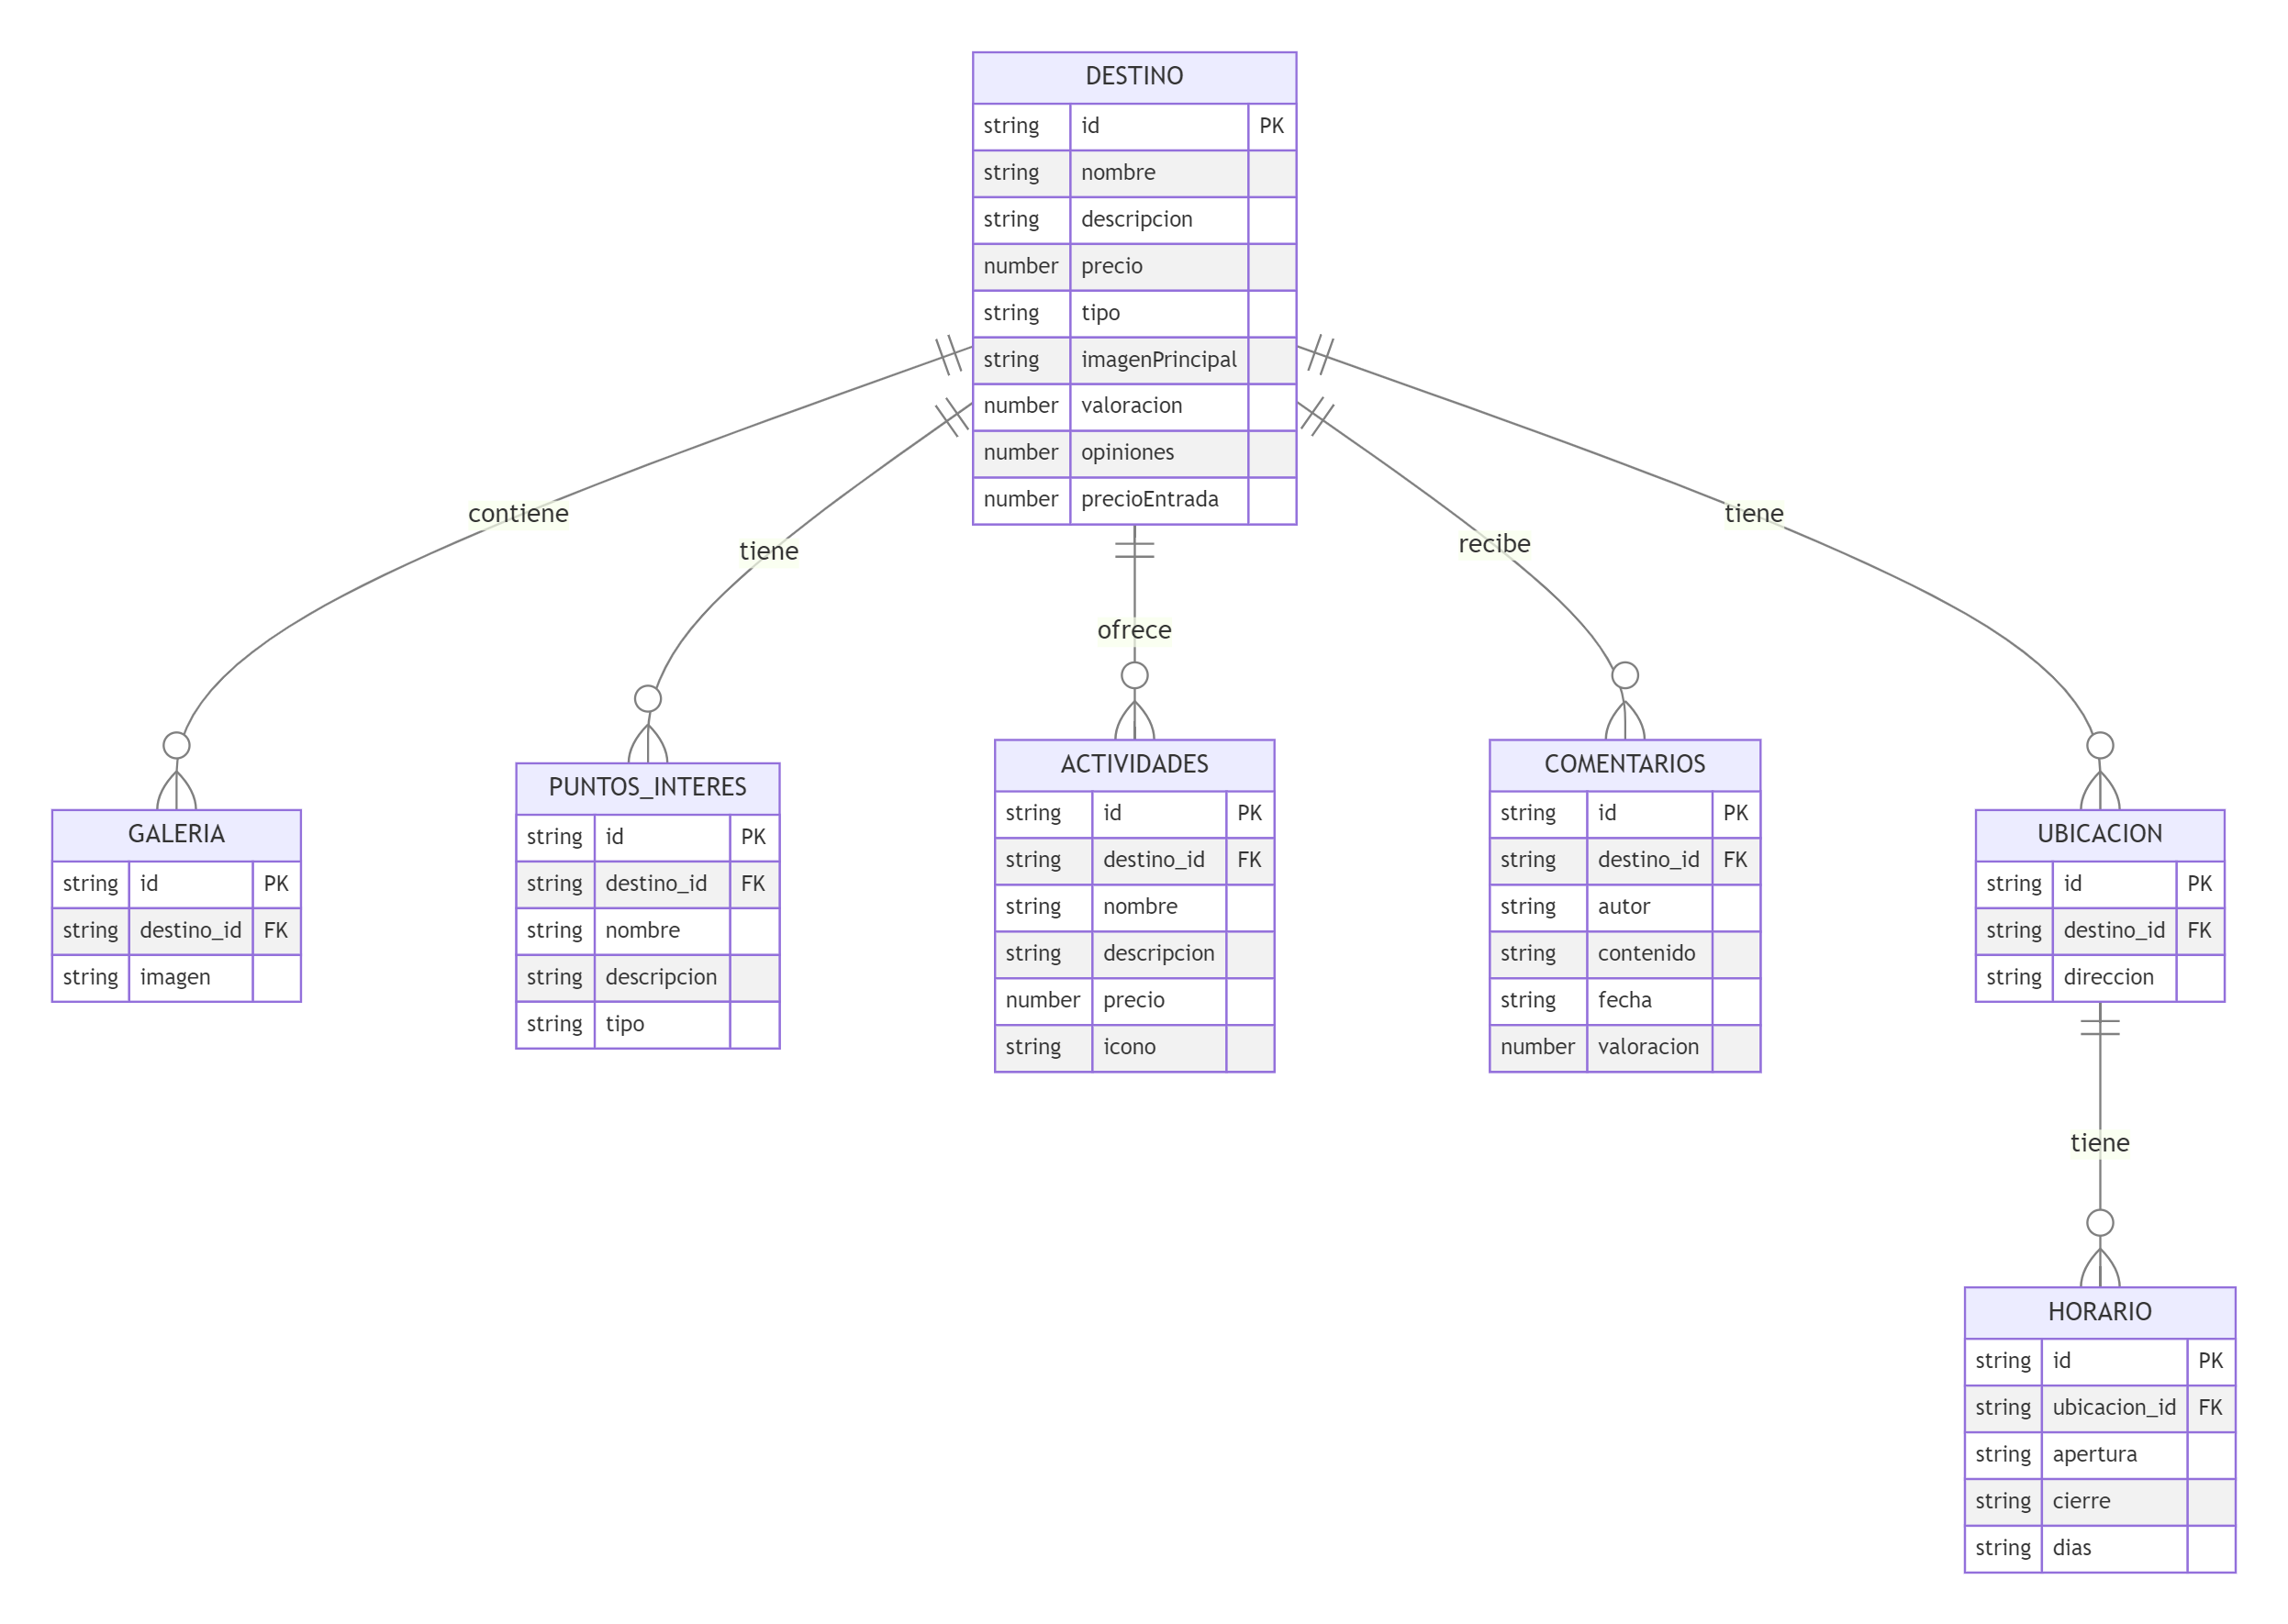 DESTINO
string id PK
string nombre
string descripcion
number precio
string tipo
string imagenPrincipal
number valoracion
number opiniones
number precioEntrada
contiene
tiene
ofrece
recibe
tiene
GALERIA
string id PK
string destino_id FK
string imagen
PUNTOS_INTERES
string id PK
string destino_id FK
string nombre
string descripcion
string tipo
ACTIVIDADES
string id PK
string destino_id FK
string nombre
string descripcion
number precio
string icono
COMENTARIOS
string id PK
string destino_id FK
string autor
string contenido
string fecha
number valoracion
UBICACION
string id PK
string destino_id FK
string direccion
tiene
HORARIO
string id PK
string ubicacion_id FK
string apertura
string cierre
string dias